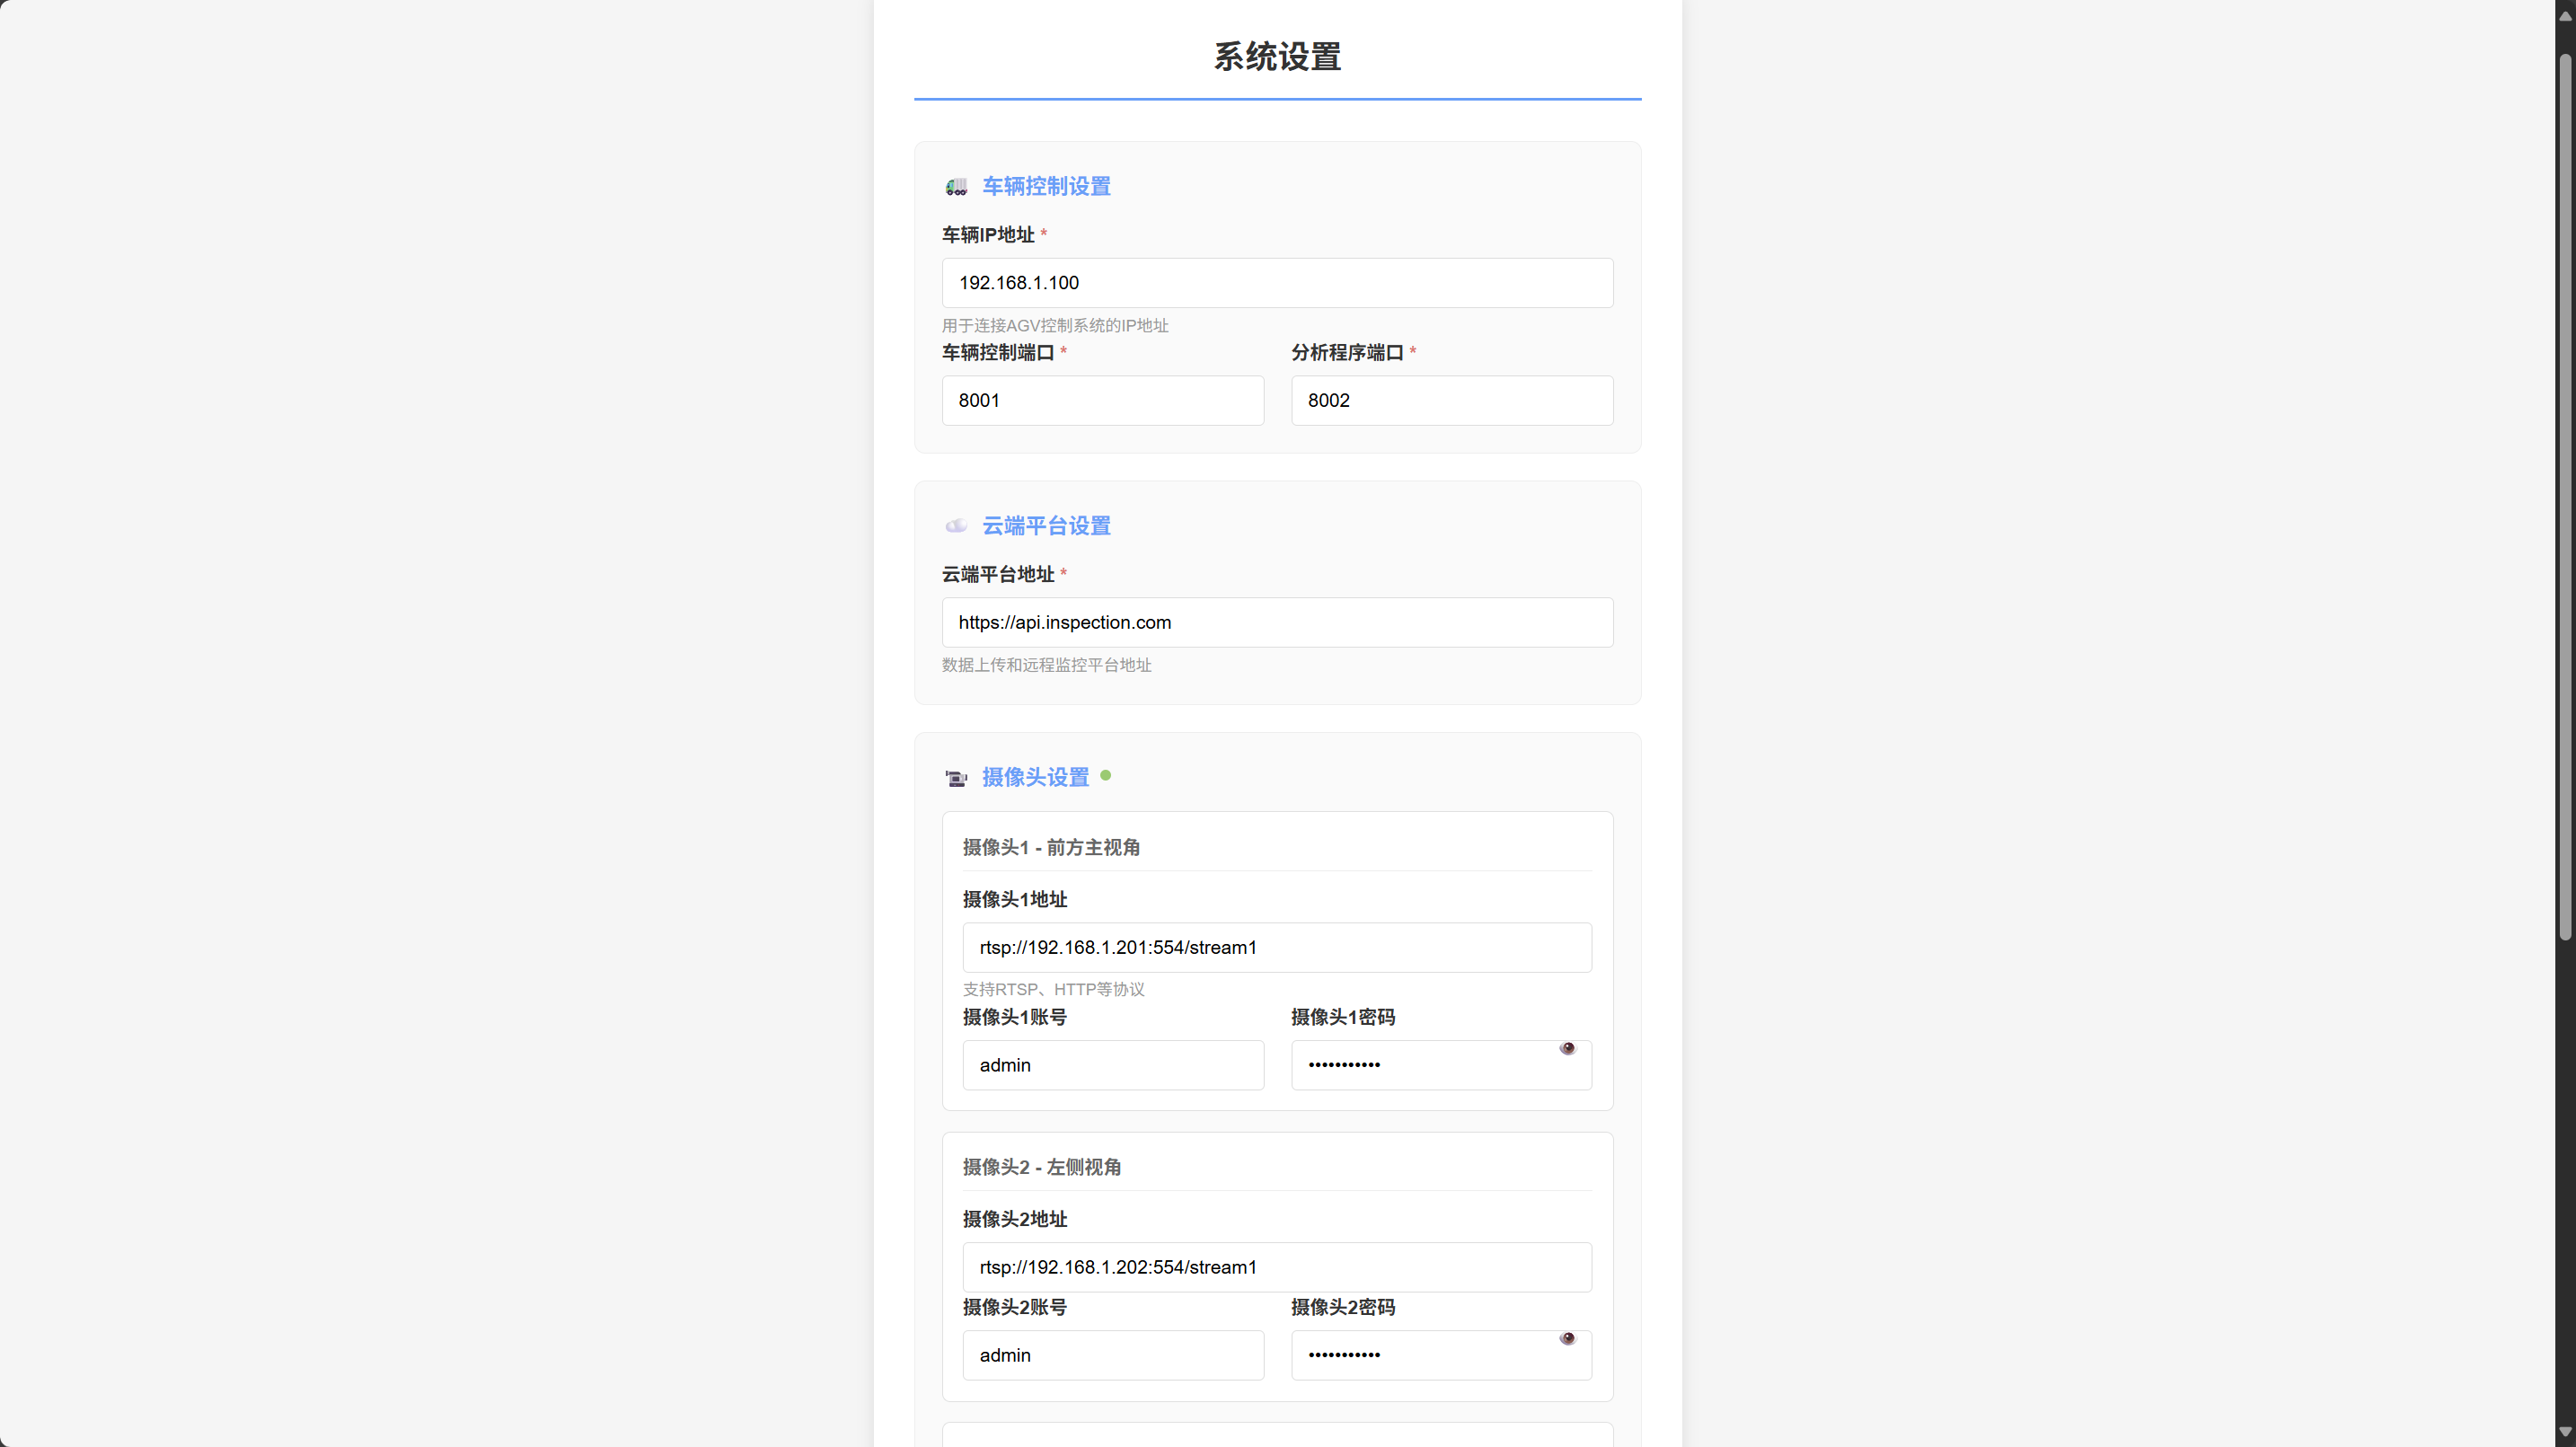 系统设置
车辆控制设置
车辆IP地址 *
192.168.1.100
用于连接AGV控制系统的IP地址
车辆控制端口 *
分析程序端口 *
8001
8002
云端平台设置
云端平台地址 *
https://api.inspection.com
数据上传和远程监控平台地址
摄像头设置
摄像头1 - 前方主视角
摄像头1地址
rtsp://192.168.1.201:554/stream1
支持RTSP、HTTP等协议
摄像头1账号
摄像头1密码
admin
•••••••••••
摄像头2 - 左侧视角
摄像头2地址
rtsp://192.168.1.202:554/stream1
摄像头2账号
摄像头2密码
admin
•••••••••••